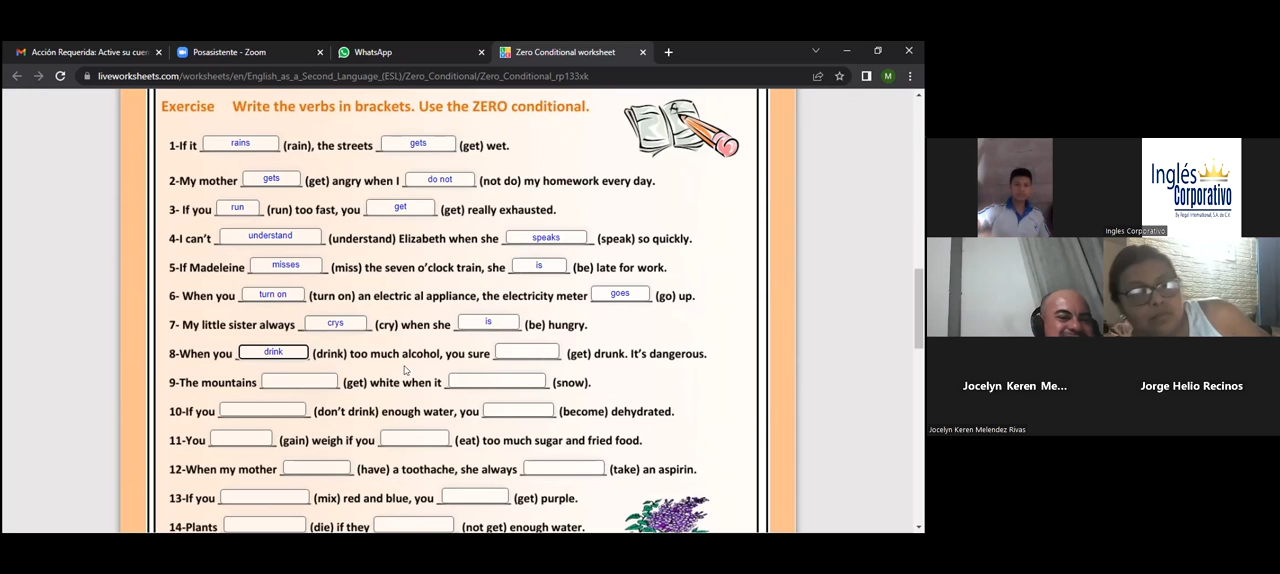 Acción Requerida: Active su cuen
Posasistente - Zoom
WhatsApp
Zero Conditional worksheet
liveworksheets.com/worksheets/en/English_as_a_Second_Language_(ESL)/Zero_Conditional/Zero_Conditional_rp133xk
M
Exercise Write the verbs in brackets. Use the ZERO conditional.
1-If it rains (rain), the streets gets (get) wet.
2-My mother gets (get) angry when I do not (not do) my homework every day.
3- If you run (run) too fast, you get (get) really exhausted.
4-I can't understand (understand) Elizabeth when she speaks (speak) so quickly.
5-If Madeleine misses (miss) the seven o'clock train, she is (be) late for work.
6- When you turn on (turn on) an electric al appliance, the electricity meter goes (go) up.
7- My little sister always crys (cry) when she is (be) hungry.
8-When you drink (drink) too much alcohol, you sure (get) drunk. It's dangerous.
9-The mountains (get) white when it (snow).
10-If you (don't drink) enough water, you (become) dehydrated.
11-You (gain) weigh if you (eat) too much sugar and fried food.
12-When my mother (have) a toothache, she always (take) an aspirin.
13-If you (mix) red and blue, you (get) purple.
14-Plants (die) if they (not get) enough water.
Inglés
Corporativo
By Regal International, S.A. de C.V.
Ingles Corporativo
Jocelyn Keren Me...
Jorge Helio Recinos
Jocelyn Keren Melendez Rivas